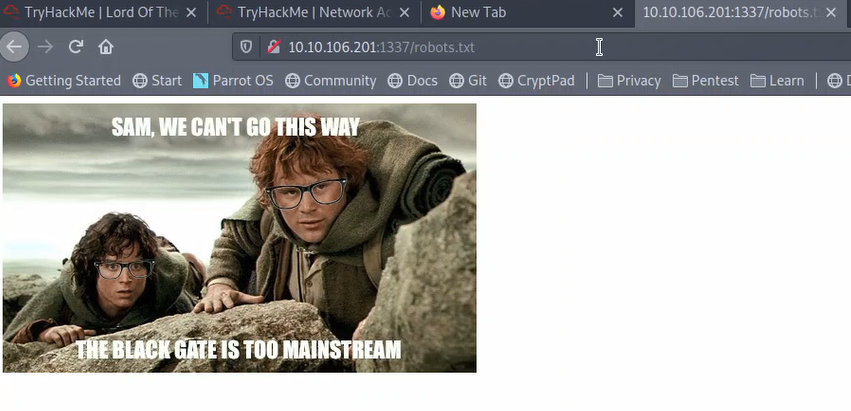 TryHackMe | Lord Of The
TryHackMe | Network Ac
New Tab
10.10.106.201:1337/robots.t
10.10.106.201:1337/robots.txt
Getting Started
Start
Parrot OS
Community
Docs
Git
CryptPad
Privacy
Pentest
Learn
SAM, WE CAN'T GO THIS WAY
THE BLACK GATE IS TOO MAINSTREAM